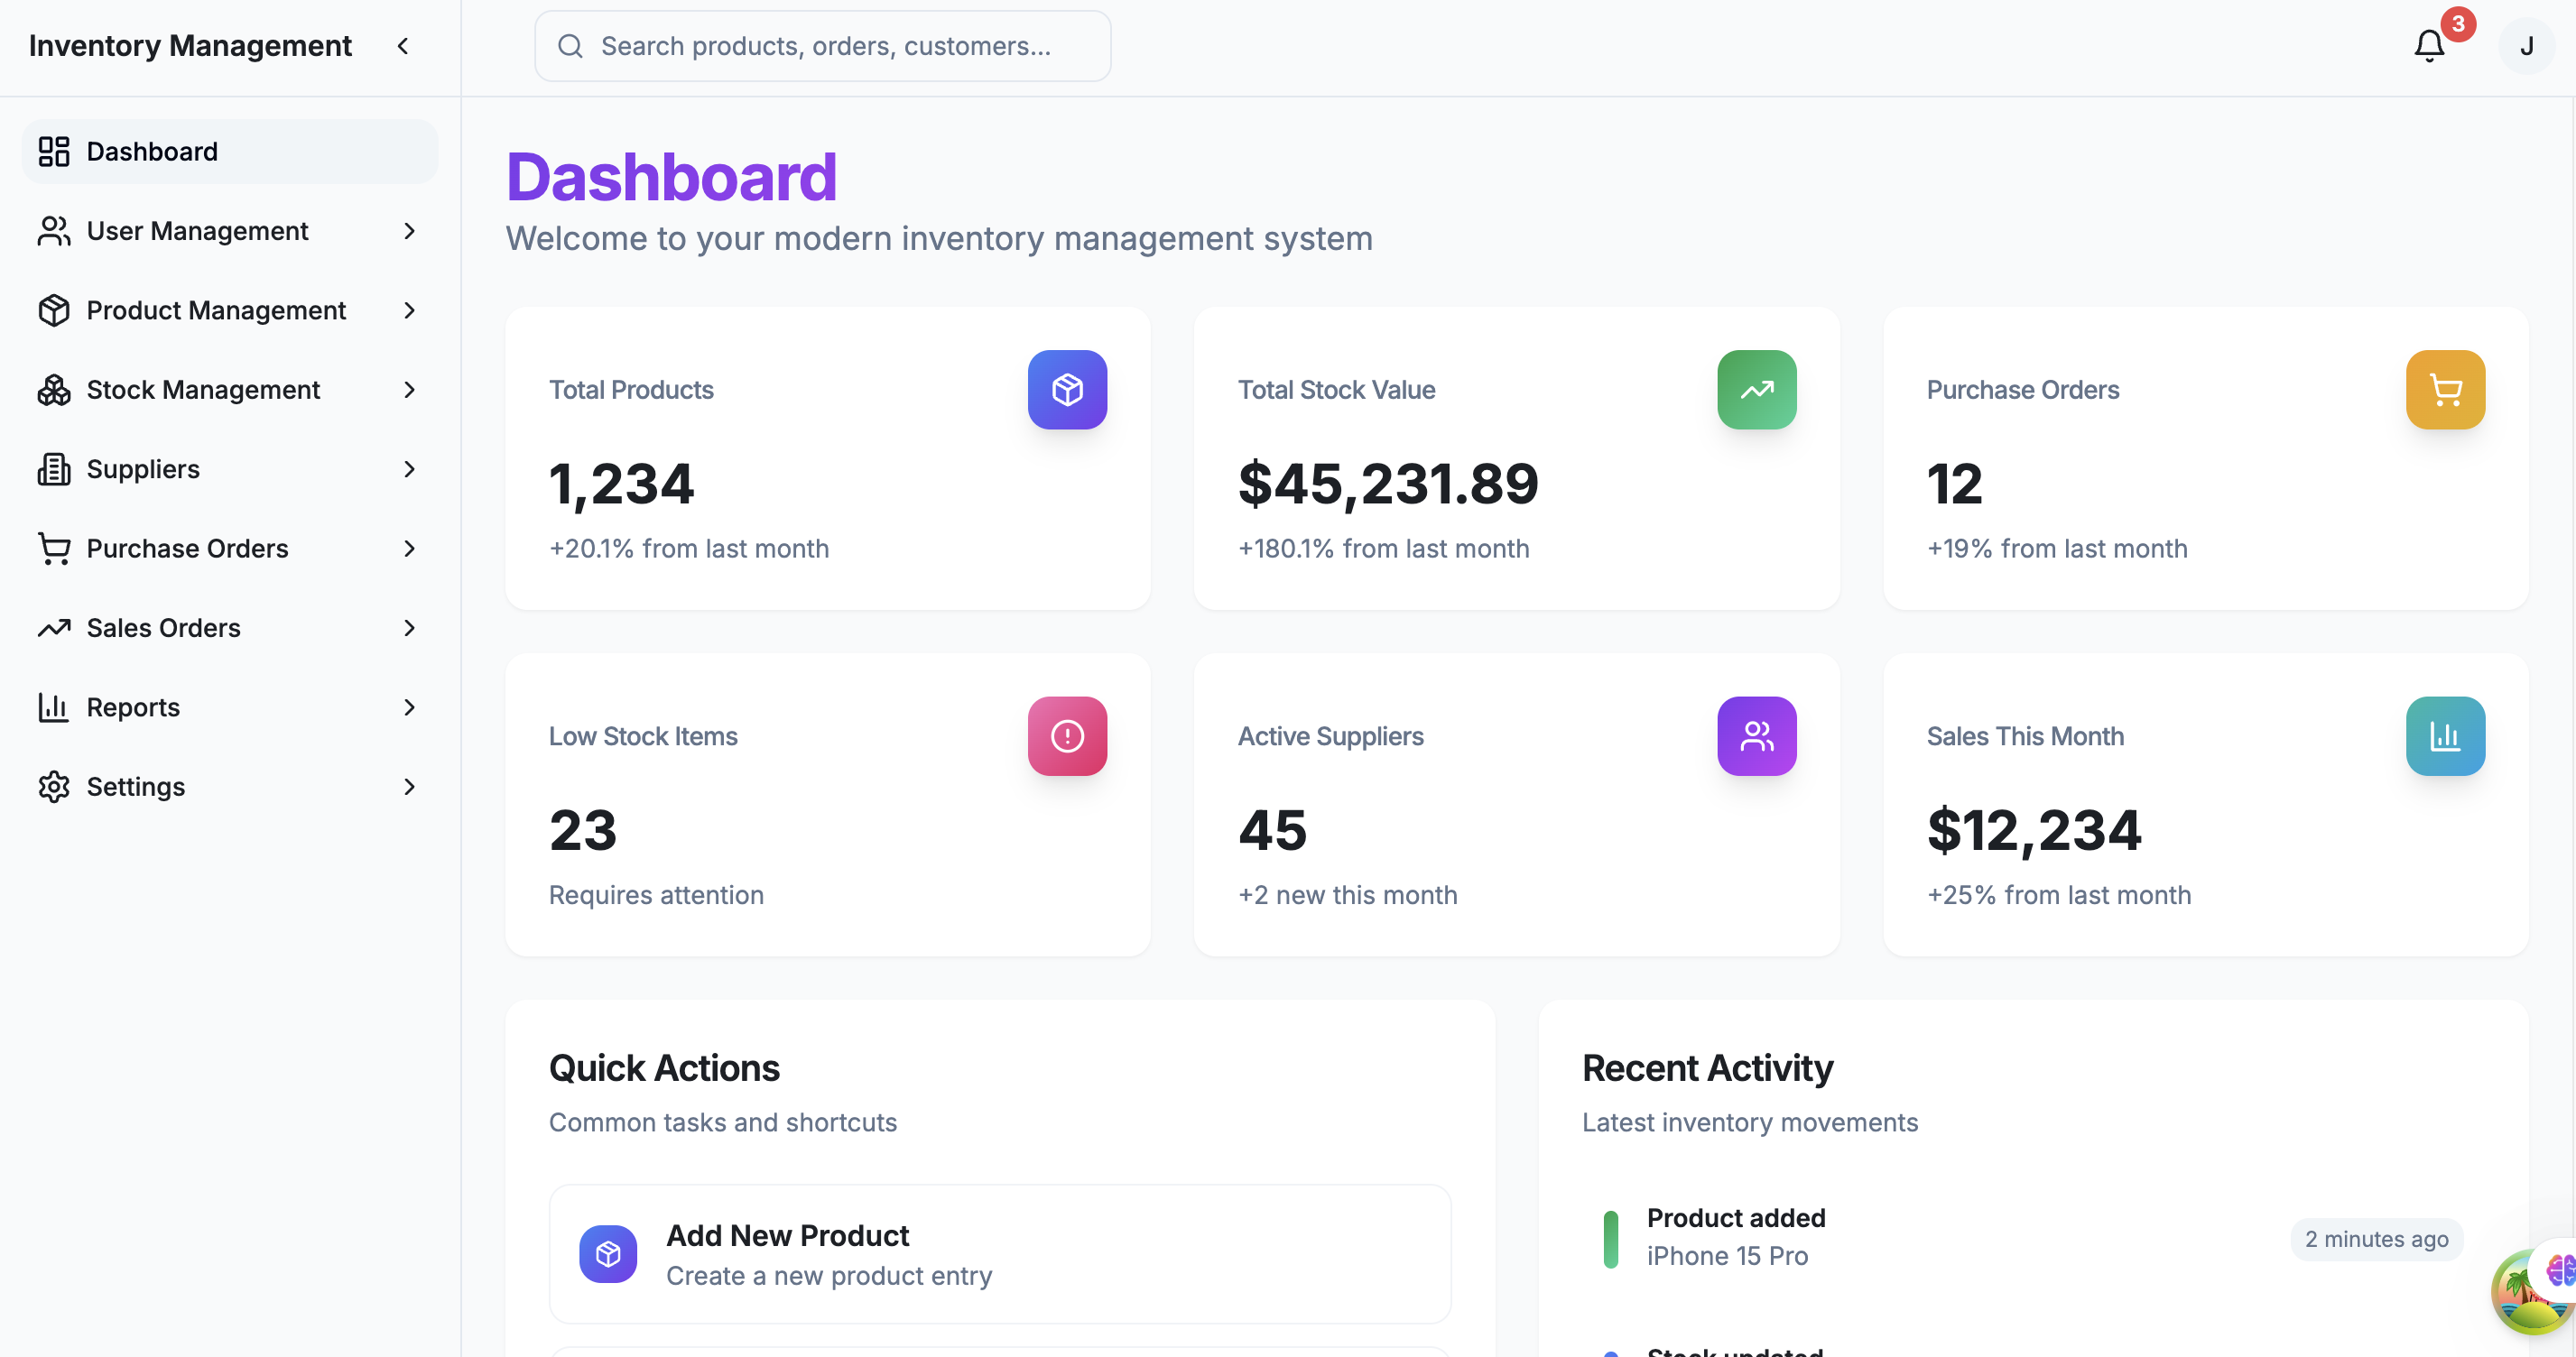 Inventory Management
Search products, orders, customers...
3
J
Dashboard
User Management
Product Management
Stock Management
Suppliers
Purchase Orders
Sales Orders
Reports
Settings
Dashboard
Welcome to your modern inventory management system
Total Products
1,234
+20.1% from last month
Total Stock Value
$45,231.89
+180.1% from last month
Purchase Orders
12
+19% from last month
Low Stock Items
23
Requires attention
Active Suppliers
45
+2 new this month
Sales This Month
$12,234
+25% from last month
Quick Actions
Common tasks and shortcuts
Add New Product
Create a new product entry
Recent Activity
Latest inventory movements
Product added
iPhone 15 Pro
2 minutes ago
Stock updated